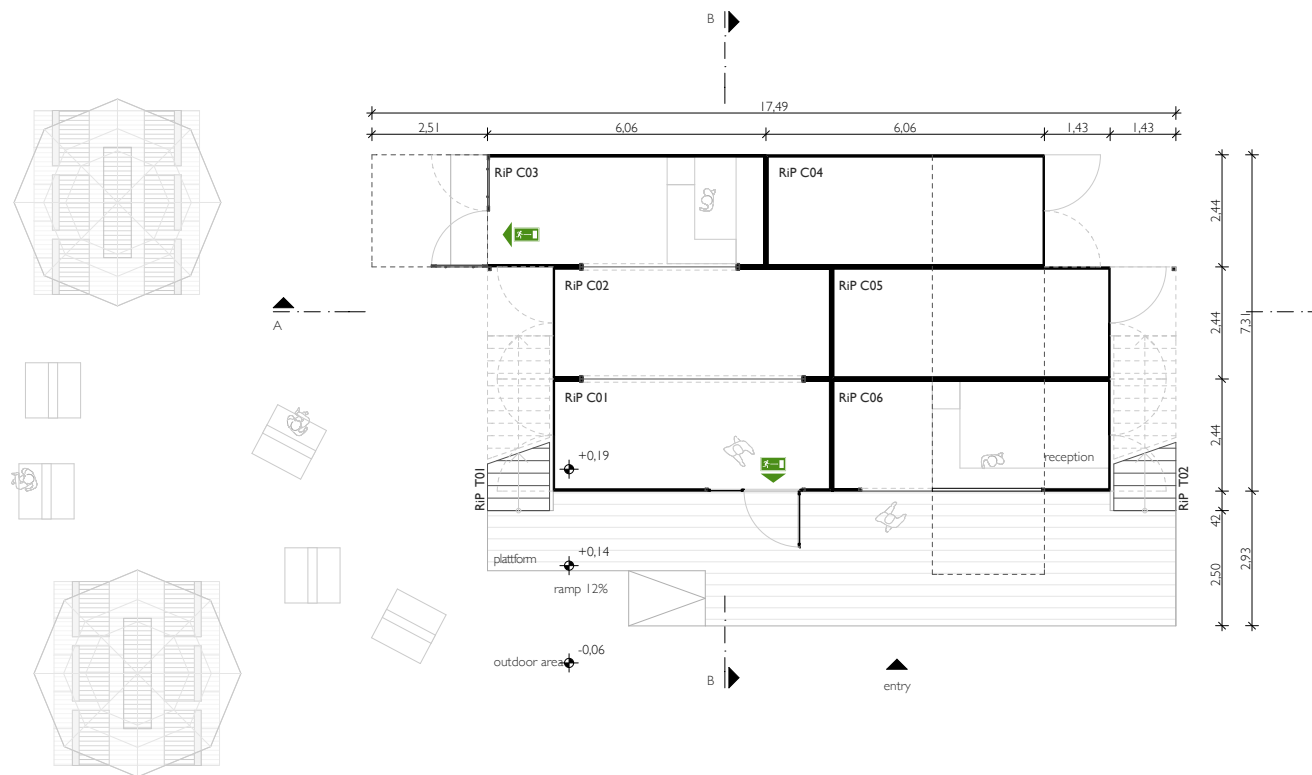 B
17,49
2,51
6,06
6,06
1,43
1,43
RiP C03
RiP C04
2,44
A
RiP C02
RiP C05
2,44
7,31
RiP C01
RiP C06
2,44
+0,19
reception
RiP T01
RiP T02
42
plattform
+0,14
ramp 12%
2,50
2,93
outdoor area
-0,06
B
entry